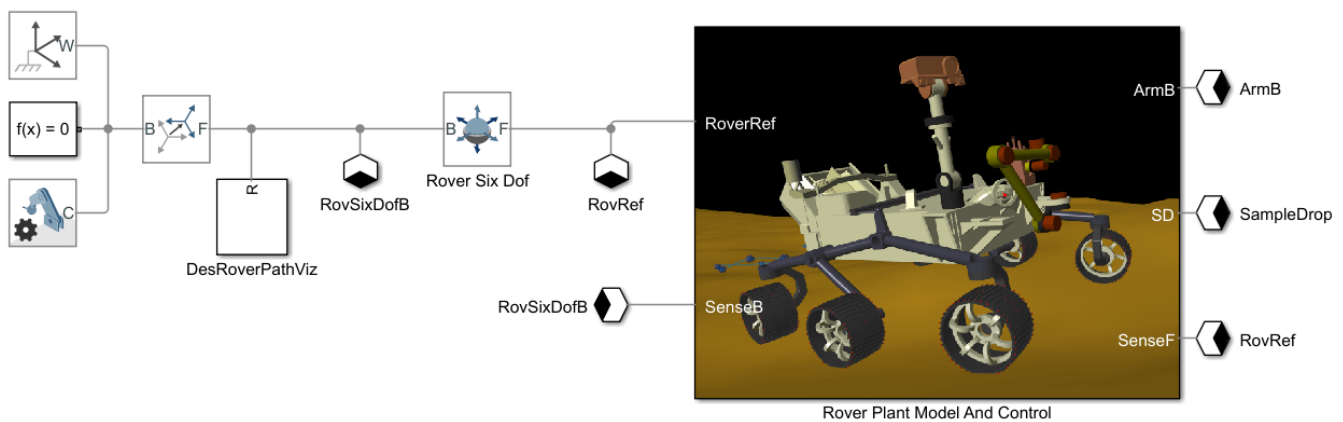 W
f(x) = 0
C
B F
R
DesRoverPathViz
RovSixDofB
B F
Rover Six Dof
RovRef
RoverRef
RovSixDofB
SenseB
ArmB
ArmB
SD
SampleDrop
SenseF
RovRef
Rover Plant Model And Control